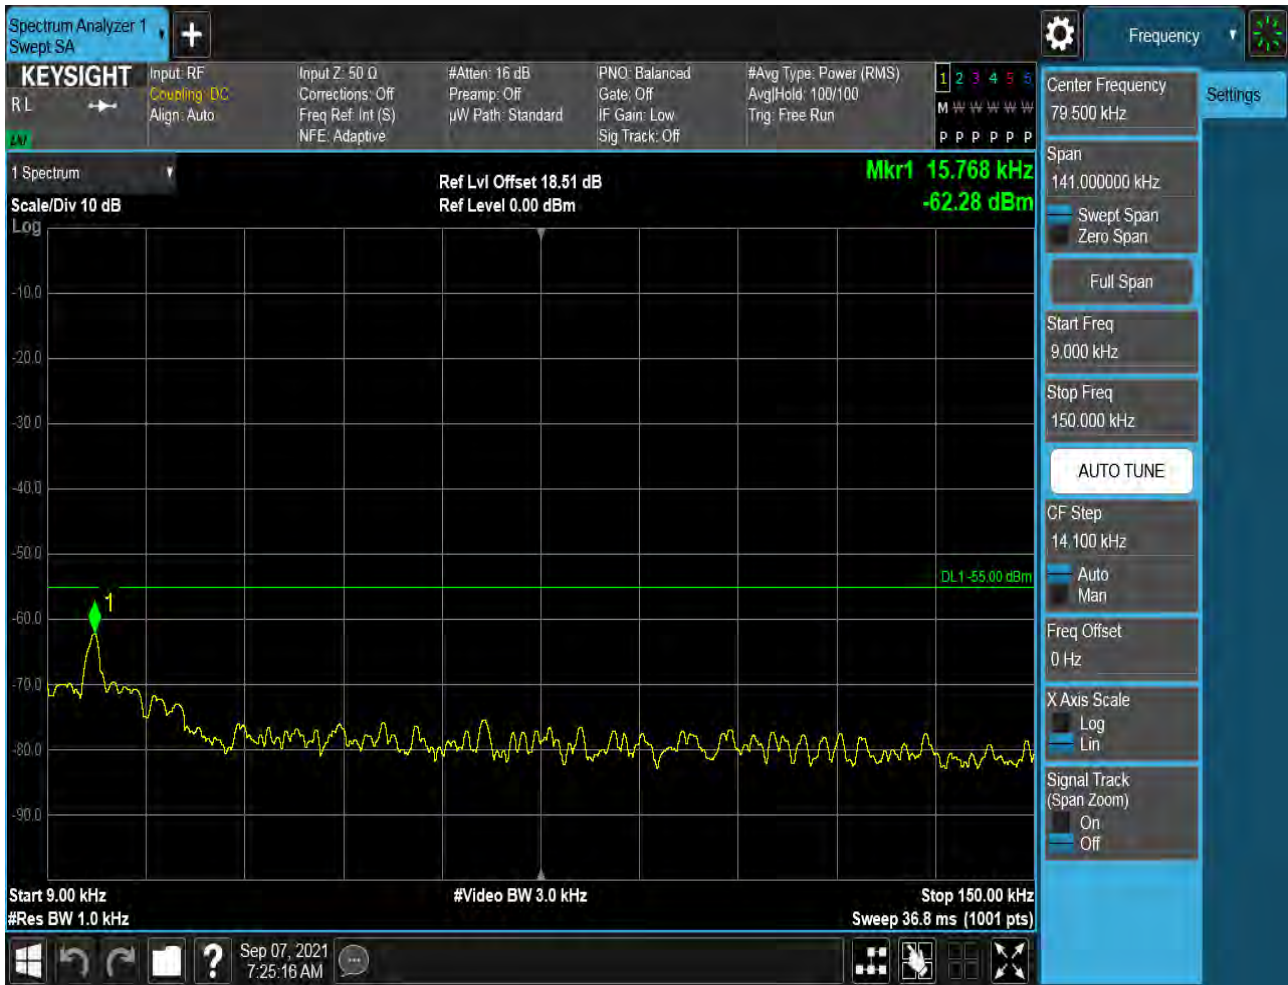 Spectrum Analyzer 1
Swept SA
Frequency
KEYSIGHT
R L
Input: RF
Coupling: DC
Align: Auto
Input Z: 50 Ω
Corrections: Off
Freq Ref: Int (S)
NFE: Adaptive
#Atten: 16 dB
Preamp: Off
µW Path: Standard
PNO: Balanced
Gate: Off
IF Gain: Low
Sig Track: Off
#Avg Type: Power (RMS)
Avg|Hold: 100/100
Trig: Free Run
1 2 3 4 5 6
M W W W W W
P P P P P P
1 Spectrum
Scale/Div 10 dB
Ref Lvl Offset 18.51 dB
Ref Level 0.00 dBm
Mkr1 15.768 kHz
-62.28 dBm
Log
-10.0
-20.0
-30.0
-40.0
-50.0
DL1 -55.00 dBm
1
-60.0
-70.0
-80.0
-90.0
Start 9.00 kHz
#Video BW 3.0 kHz
Stop 150.00 kHz
#Res BW 1.0 kHz
Sweep 36.8 ms (1001 pts)
?
Sep 07, 2021
7:25:16 AM
Settings
Center Frequency
79.500 kHz
Span
141.000000 kHz
Swept Span
Zero Span
Full Span
Start Freq
9.000 kHz
Stop Freq
150.000 kHz
AUTO TUNE
CF Step
14.100 kHz
Auto
Man
Freq Offset
0 Hz
X Axis Scale
Log
Lin
Signal Track
(Span Zoom)
On
Off